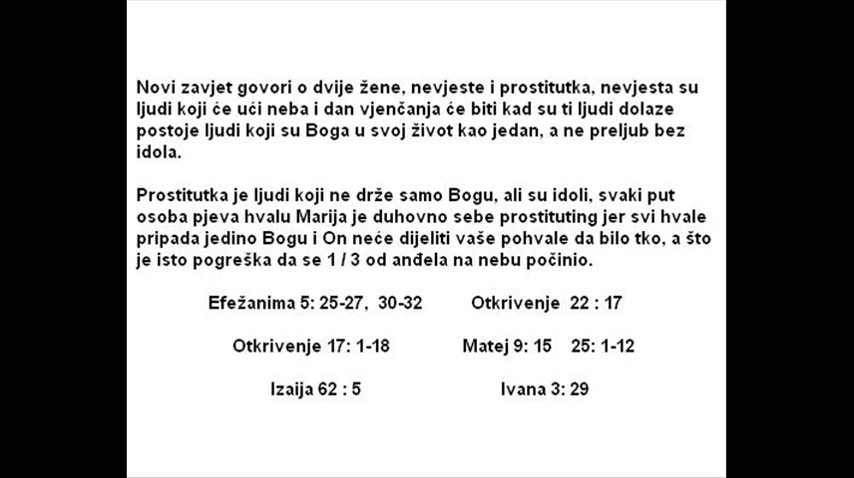 Novi zavjet govori o dvije žene, nevjeste i prostitutka, nevjesta su
ljudi koji će ući neba i dan vjenčanja će biti kad su ti ljudi dolaze
postoje ljudi koji su Boga u svoj život kao jedan, a ne preljub bez
idola.
Prostitutka je ljudi koji ne drže samo Bogu, ali su idoli, svaki put
osoba pjeva hvalu Marija je duhovno sebe prostituting jer svi hvale
pripada jedino Bogu i On neće dijeliti vaše pohvale da bilo tko, a što
je isto pogreška da se 1 / 3 od anđela na nebu počinio.
Efežanima 5: 25-27, 30-32 Otkrivenje 22 : 17
Otkrivenje 17: 1-18 Matej 9: 15 25: 1-12
Izaija 62 : 5 Ivana 3: 29